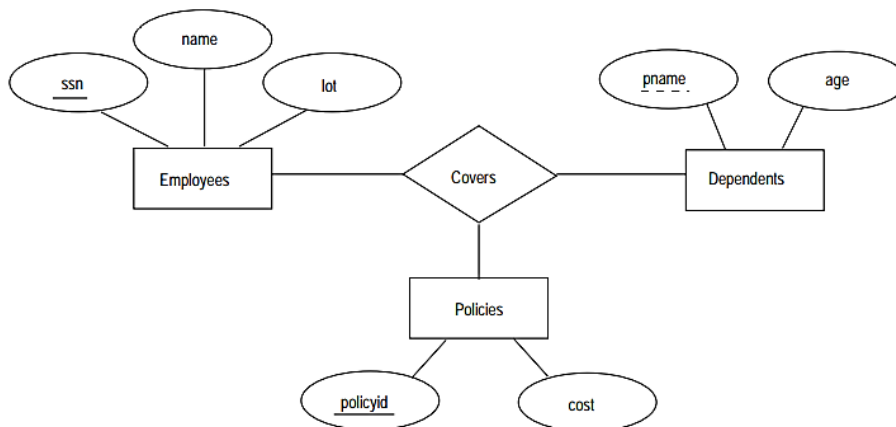 name
ssn
lot
pname
age
Employees
Covers
Dependents
Policies
policyid
cost